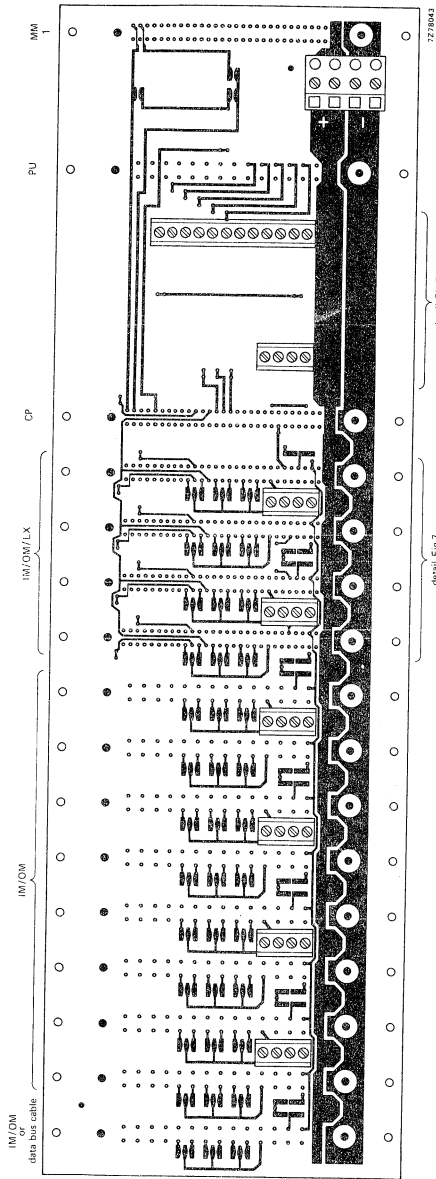 MM 1
PU
CP
IM/OM/LX
IM/OM
IM/OM
or
data bus cable
+
−
detail Fig. 7
7Z78043